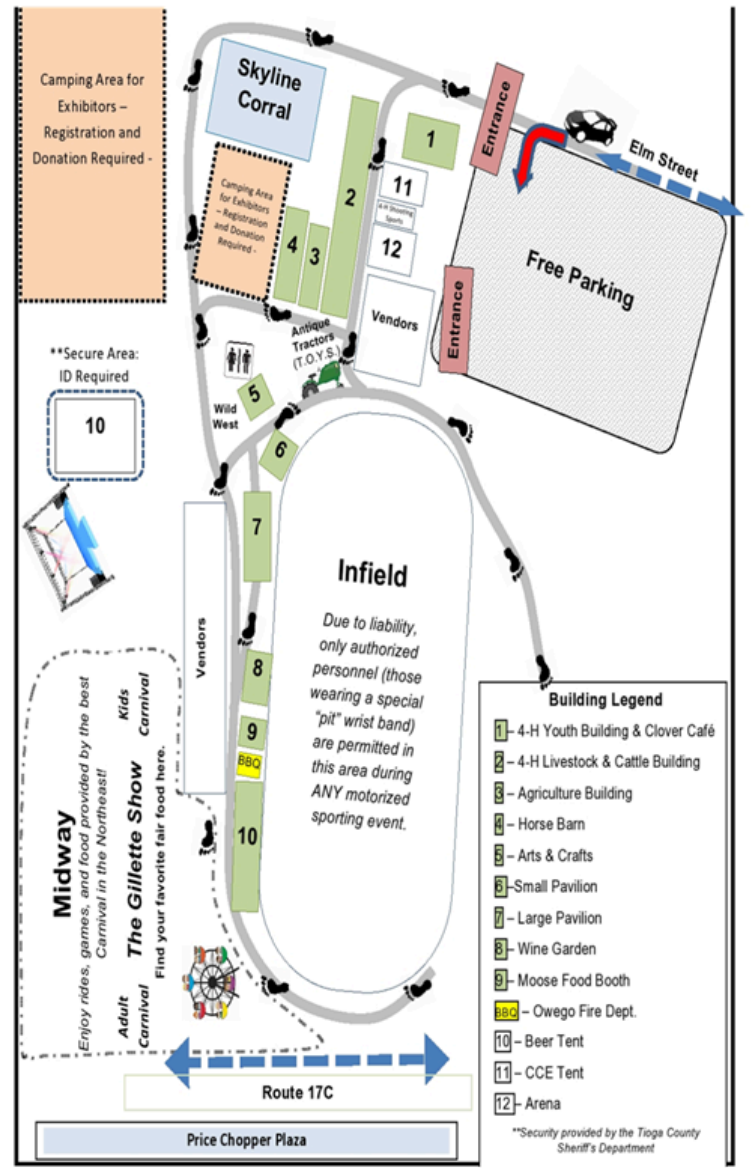 Camping Area for
Exhibitors –
Registration and
Donation Required -
Skyline
Corral
Entrance
Elm Street
1
11
4-H Shooting
Sports
12
2
Camping Area
for Exhibitors
– Registration
and Donation
Required -
4
3
Free Parking
Entrance
Vendors
Antique
Tractors
(T.O.Y.S.)
**Secure Area:
ID Required
10
5
Wild
West
6
7
Infield
Due to liability,
only authorized
personnel (those
wearing a special
“pit” wrist band)
are permitted in
this area during
ANY motorized
sporting event.
Vendors
8
9
BBQ
10
Midway
Enjoy rides, games, and food provided by the best
Carnival in the Northeast!
Adult
Carnival
The Gillette Show
Kids
Carnival
Find your favorite fair food here.
Building Legend
1 – 4-H Youth Building & Clover Café
2 – 4-H Livestock & Cattle Building
3 – Agriculture Building
4 – Horse Barn
5 – Arts & Crafts
6 –Small Pavilion
7 – Large Pavilion
8 – Wine Garden
9 – Moose Food Booth
BBQ – Owego Fire Dept.
10 – Beer Tent
11 – CCE Tent
12 – Arena
**Security provided by the Tioga County
Sheriff's Department
Route 17C
Price Chopper Plaza